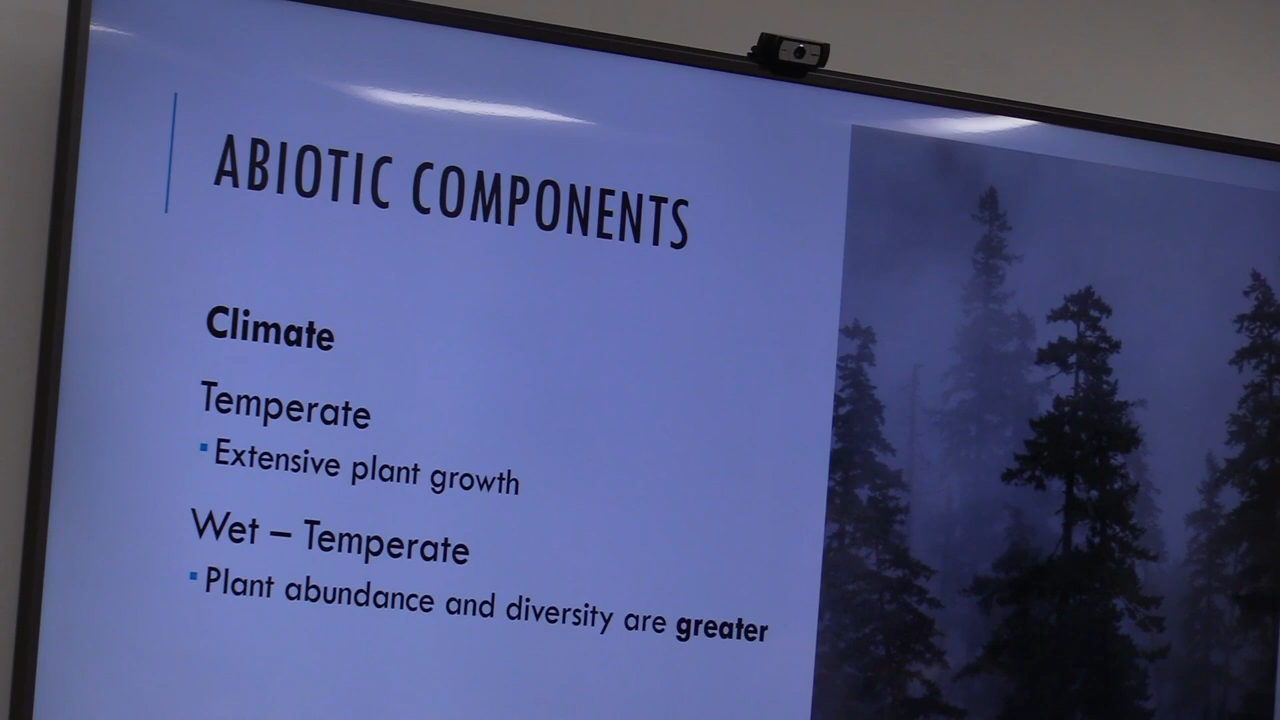 ABIOTIC COMPONENTS
Climate
Temperate
▪ Extensive plant growth
Wet – Temperate
▪ Plant abundance and diversity are greater